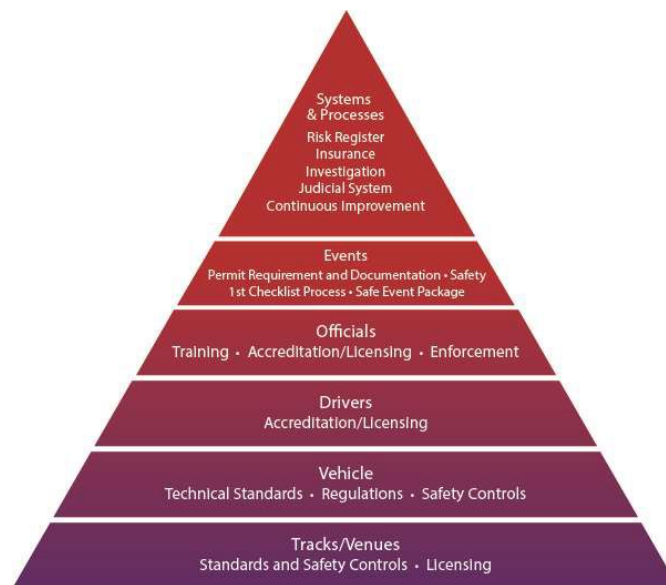 Systems
& Processes
Risk Register
Insurance
Investigation
Judicial System
Continuous Improvement
Events
Permit Requirement and Documentation • Safety
1st Checklist Process • Safe Event Package
Officials
Training • Accreditation/Licensing • Enforcement
Drivers
Accreditation/Licensing
Vehicle
Technical Standards • Regulations • Safety Controls
Tracks/Venues
Standards and Safety Controls • Licensing